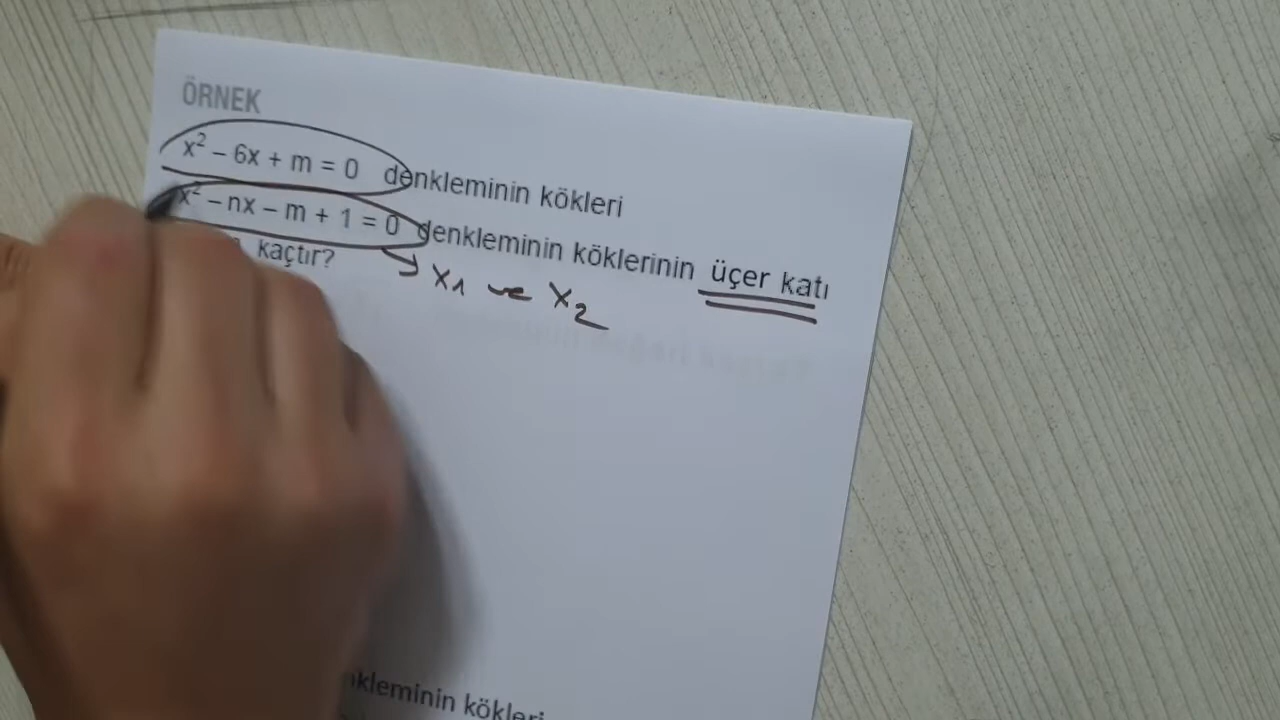 ÖRNEK
x² – 6x + m = 0 denkleminin kökleri
x² – nx – m + 1 = 0 denkleminin köklerinin üçer katı
kaçtır?
x₁ ve x₂
denkleminin kökleri